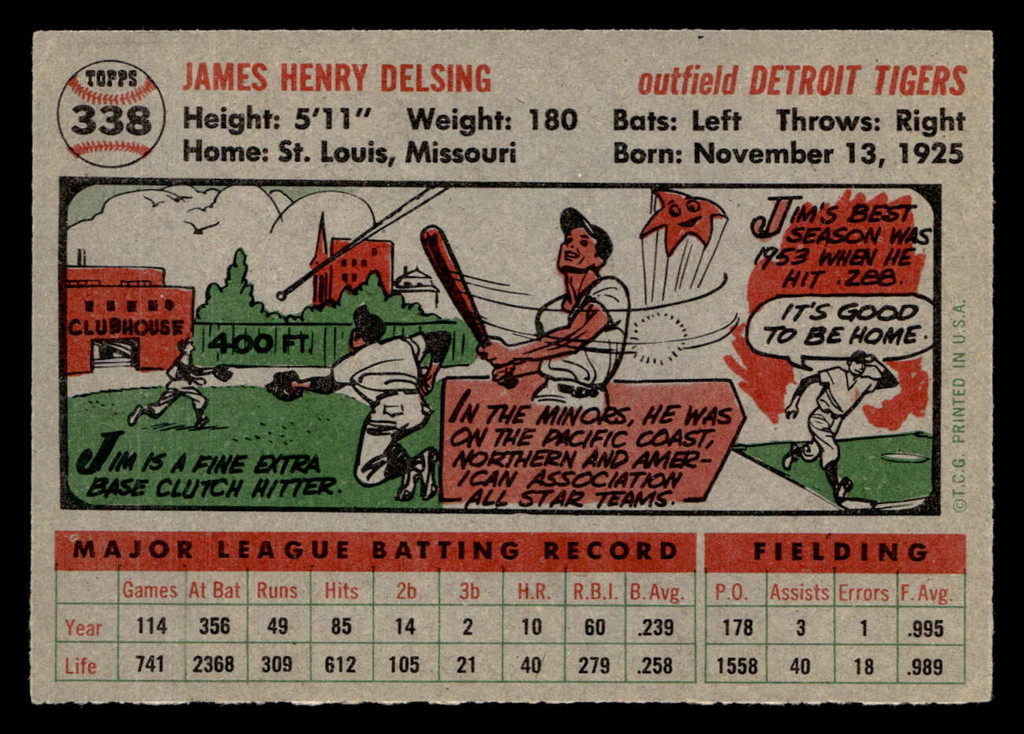 TOPPS
338
JAMES HENRY DELSING
outfield DETROIT TIGERS
Height: 5'11" Weight: 180 Bats: Left Throws: Right
Home: St. Louis, Missouri Born: November 13, 1925
CLUBHOUSE
400 FT.
JIM IS A FINE EXTRA
BASE CLUTCH HITTER.
IN THE MINORS, HE WAS
ON THE PACIFIC COAST,
NORTHERN AND AMER-
ICAN ASSOCIATION
ALL STAR TEAMS.
JIM'S BEST
SEASON WAS
1953 WHEN HE
HIT .288.
IT'S GOOD
TO BE HOME.
©T.C.G. PRINTED IN U.S.A.
MAJOR LEAGUE BATTING RECORD FIELDING
Games At Bat Runs Hits 2b 3b H.R. R.B.I. B. Avg. P.O. Assists Errors F. Avg.
Year 114 356 49 85 14 2 10 60 .239 178 3 1 .995
Life 741 2368 309 612 105 21 40 279 .258 1558 40 18 .989